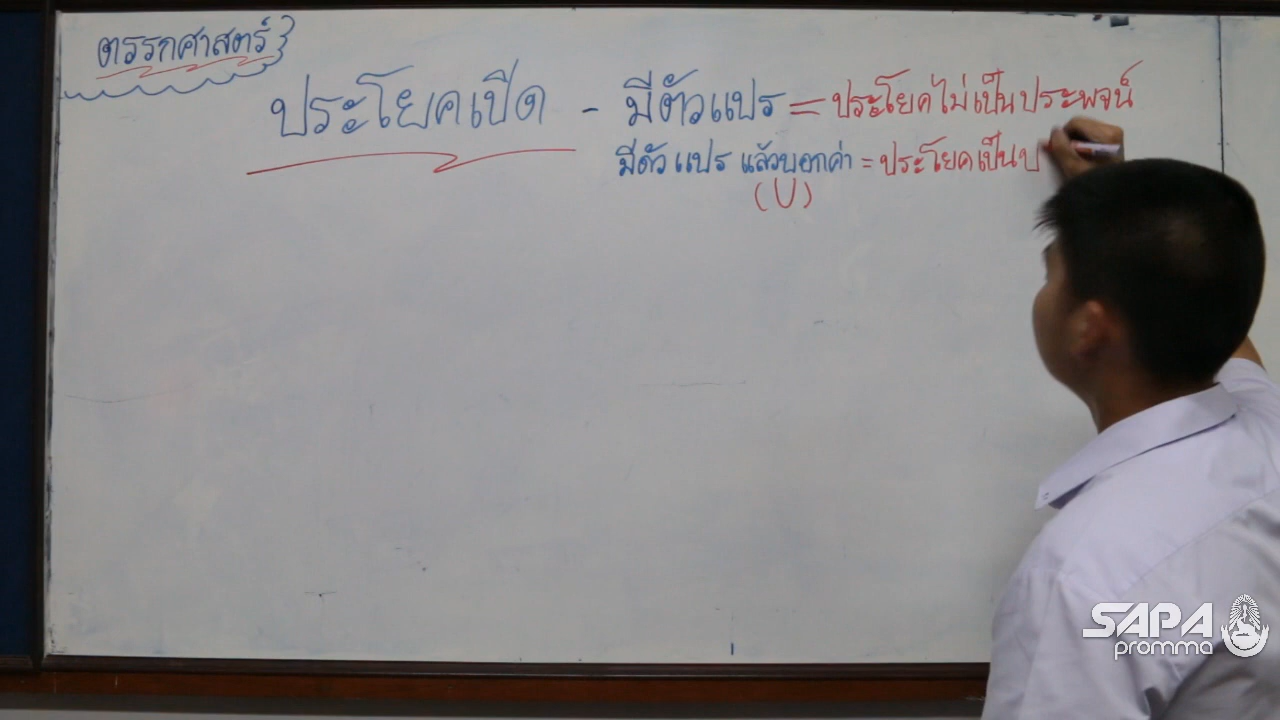 ตรรกศาสตร์
ประโยคเปิด - มีตัวแปร = ประโยคไม่เป็นประพจน์
มีตัวแปร แล้วบอกค่า = ประโยคเป็นป
(U)
SAPA
promma